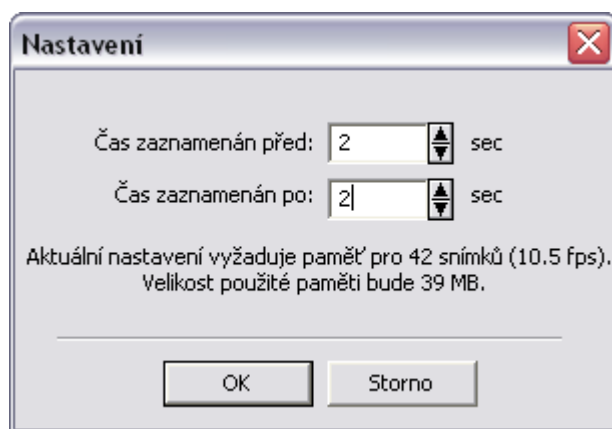 Nastavení
Čas zaznamenán před: 2 sec
Čas zaznamenán po: 2 sec
Aktuální nastavení vyžaduje paměť pro 42 snímků (10.5 fps).
Velikost použité paměti bude 39 MB.
OK Storno